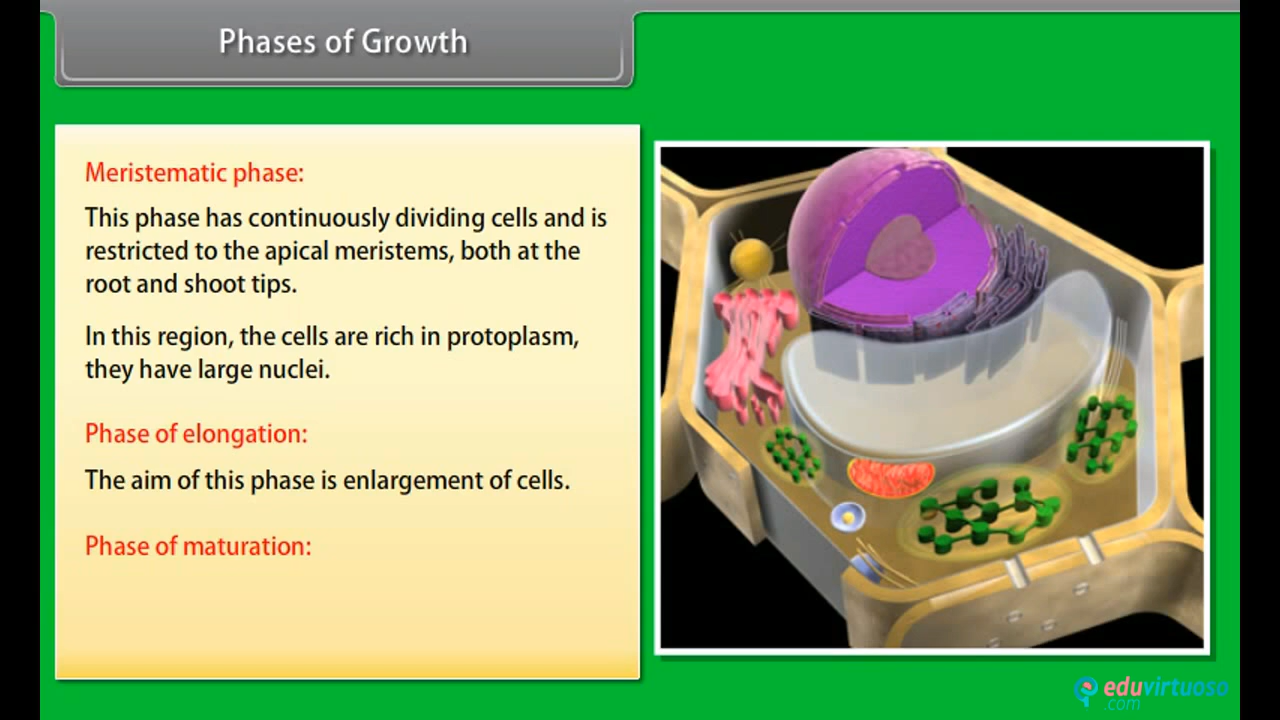 Phases of Growth
Meristematic phase:
This phase has continuously dividing cells and is
restricted to the apical meristems, both at the
root and shoot tips.
In this region, the cells are rich in protoplasm,
they have large nuclei.
Phase of elongation:
The aim of this phase is enlargement of cells.
Phase of maturation:
eduvirtuoso
.com